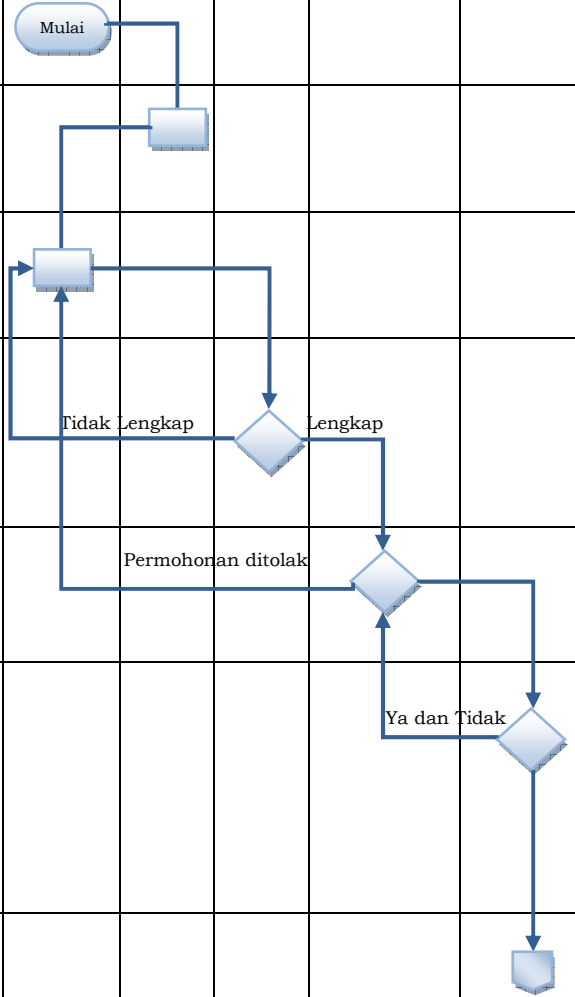 Mulai
Tidak Lengkap
Lengkap
Permohonan ditolak
Ya dan Tidak